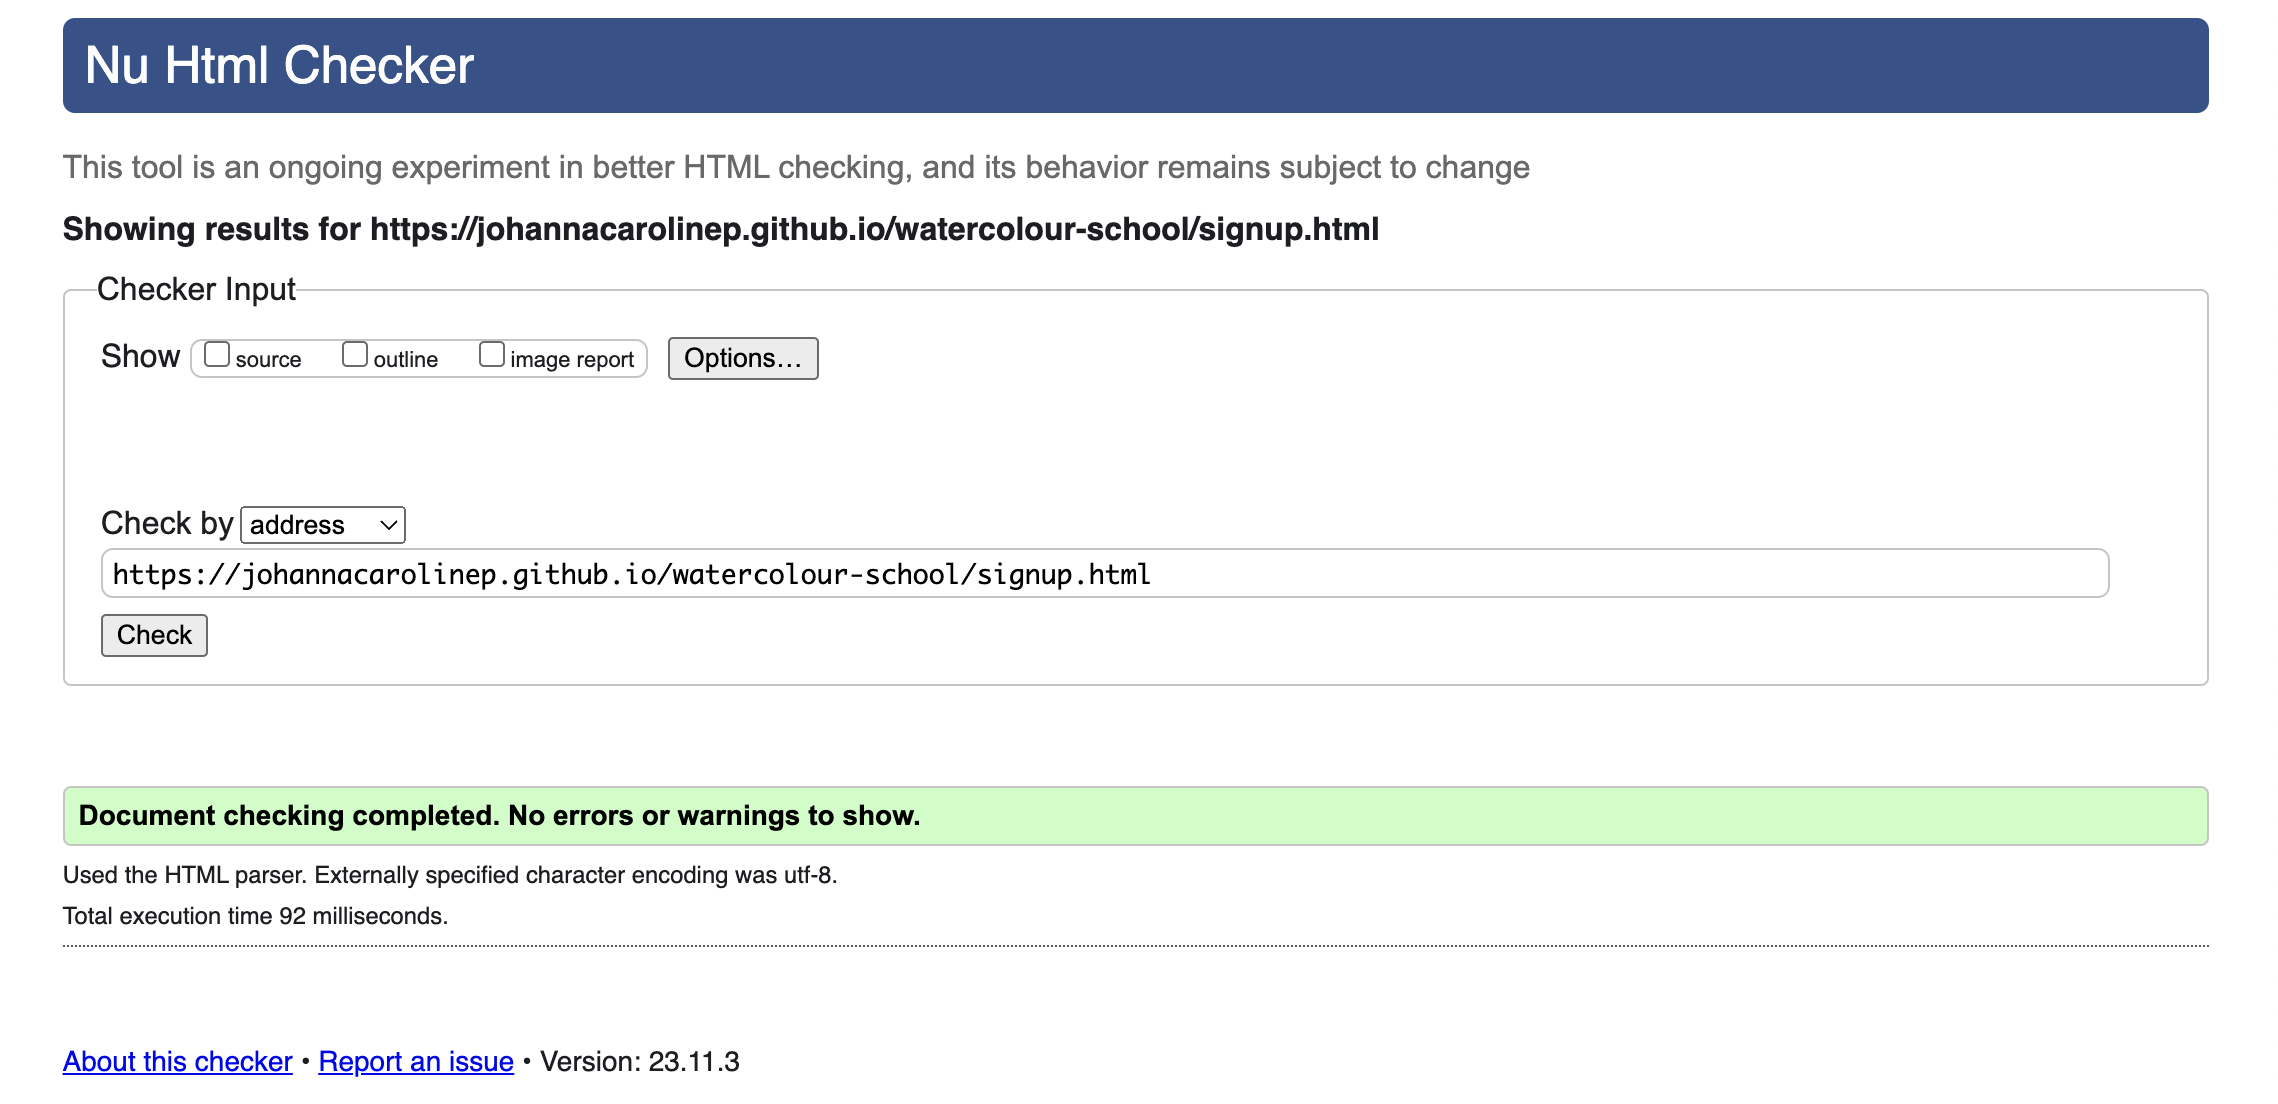 Nu Html Checker
This tool is an ongoing experiment in better HTML checking, and its behavior remains subject to change
Showing results for https://johannacarolinep.github.io/watercolour-school/signup.html
Checker Input
Show source outline image report Options...
Check by address
https://johannacarolinep.github.io/watercolour-school/signup.html
Check
Document checking completed. No errors or warnings to show.
Used the HTML parser. Externally specified character encoding was utf-8.
Total execution time 92 milliseconds.
About this checker • Report an issue • Version: 23.11.3